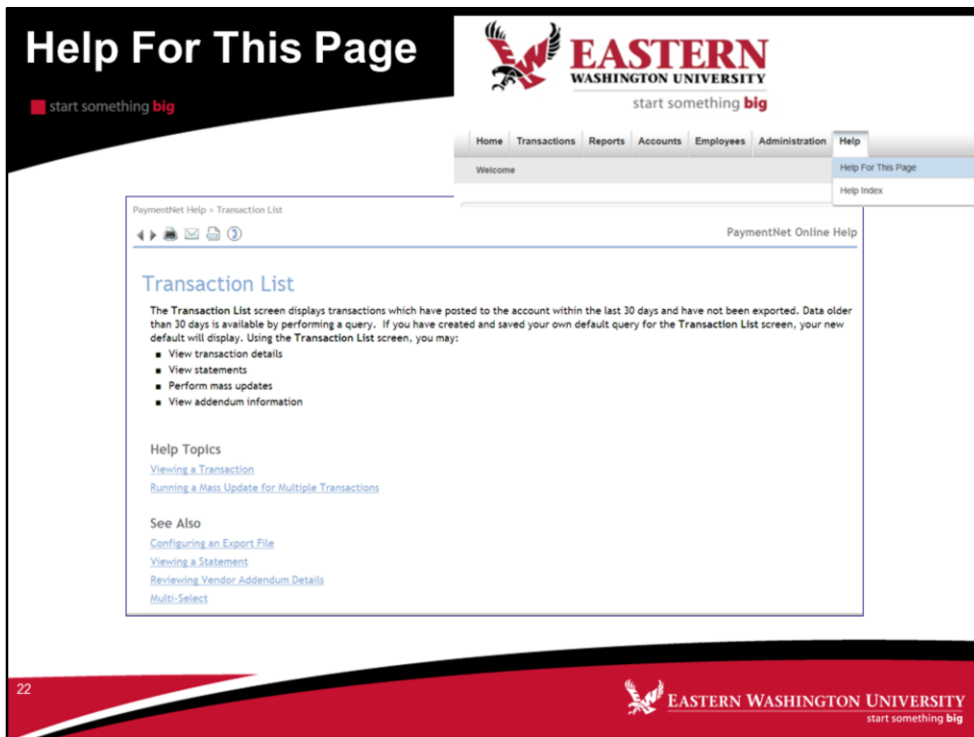 Help For This Page
start something big
EASTERN
WASHINGTON UNIVERSITY
start something big
Home Transactions Reports Accounts Employees Administration Help
Welcome
Help For This Page
Help Index
PaymentNet Help > Transaction List
PaymentNet Online Help
Transaction List
The Transaction List screen displays transactions which have posted to the account within the last 30 days and have not been exported. Data older
than 30 days is available by performing a query. If you have created and saved your own default query for the Transaction List screen, your new
default will display. Using the Transaction List screen, you may:
■ View transaction details
■ View statements
■ Perform mass updates
■ View addendum information
Help Topics
Viewing a Transaction
Running a Mass Update for Multiple Transactions
See Also
Configuring an Export File
Viewing a Statement
Reviewing Vendor Addendum Details
Multi-Select
22
EASTERN WASHINGTON UNIVERSITY
start something big